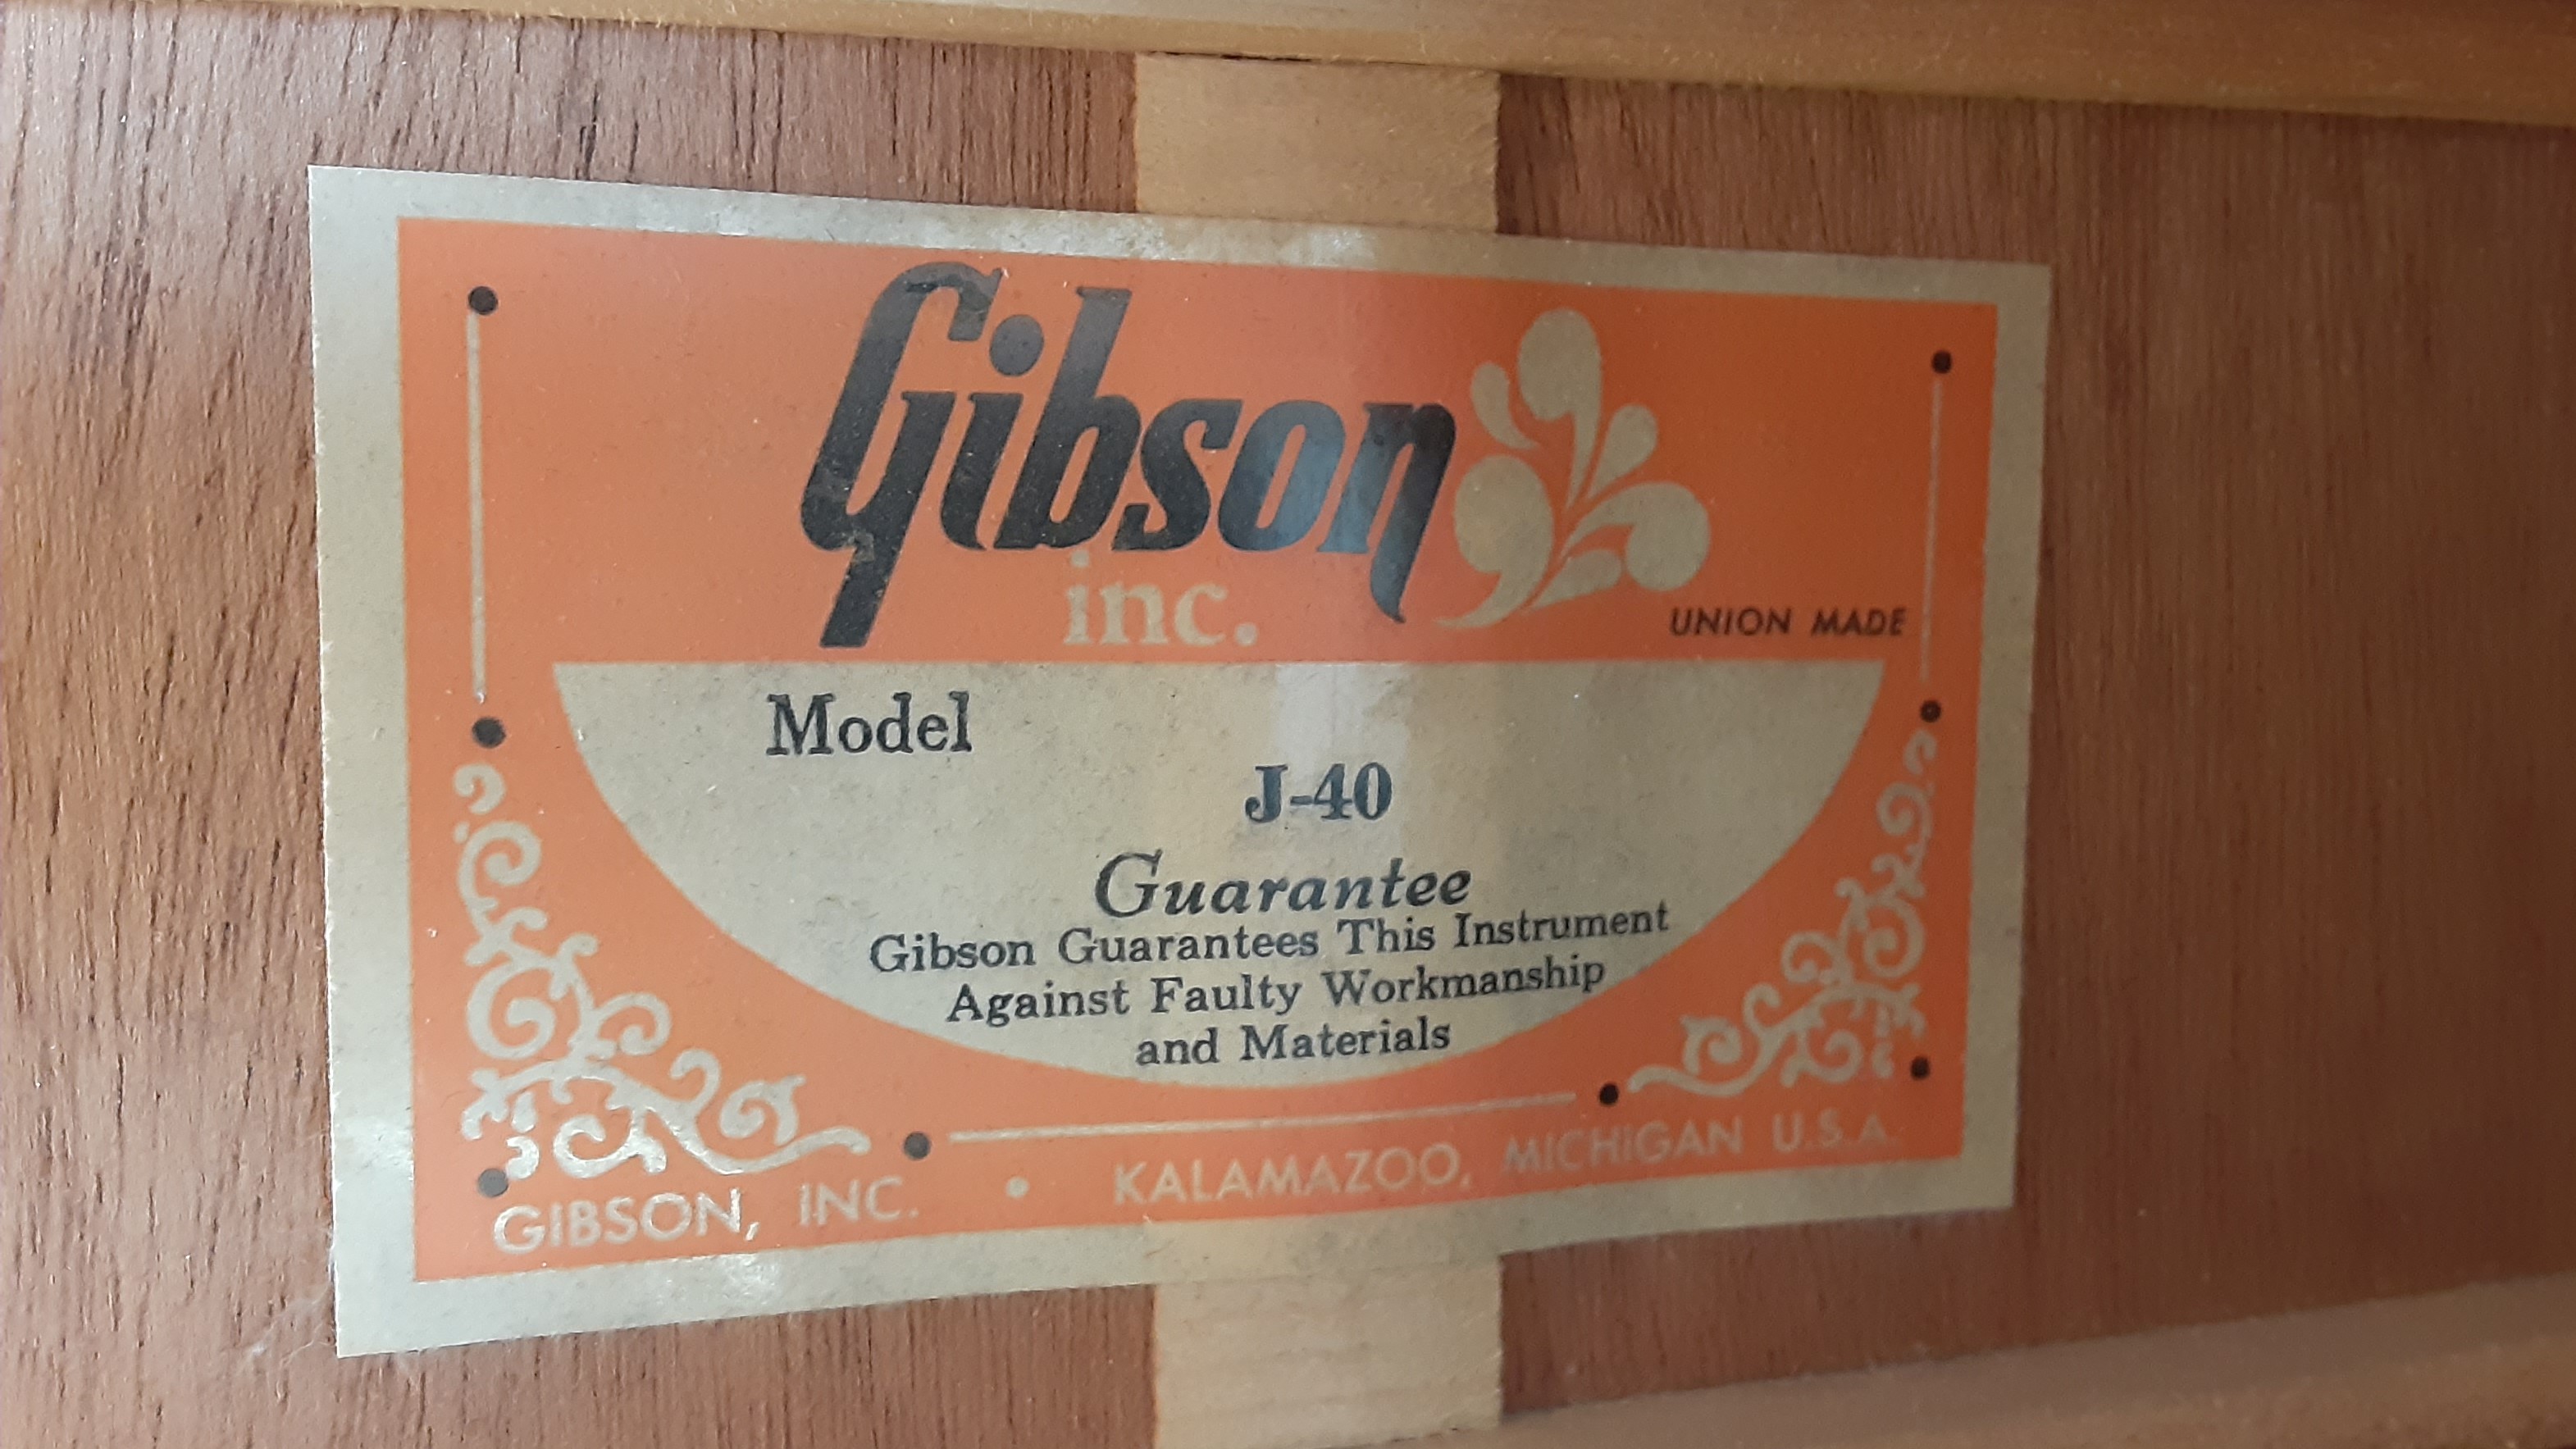 Gibson
inc.
UNION MADE
Model
J-40
Guarantee
Gibson Guarantees This Instrument
Against Faulty Workmanship
and Materials
GIBSON, INC. • KALAMAZOO, MICHIGAN U.S.A.